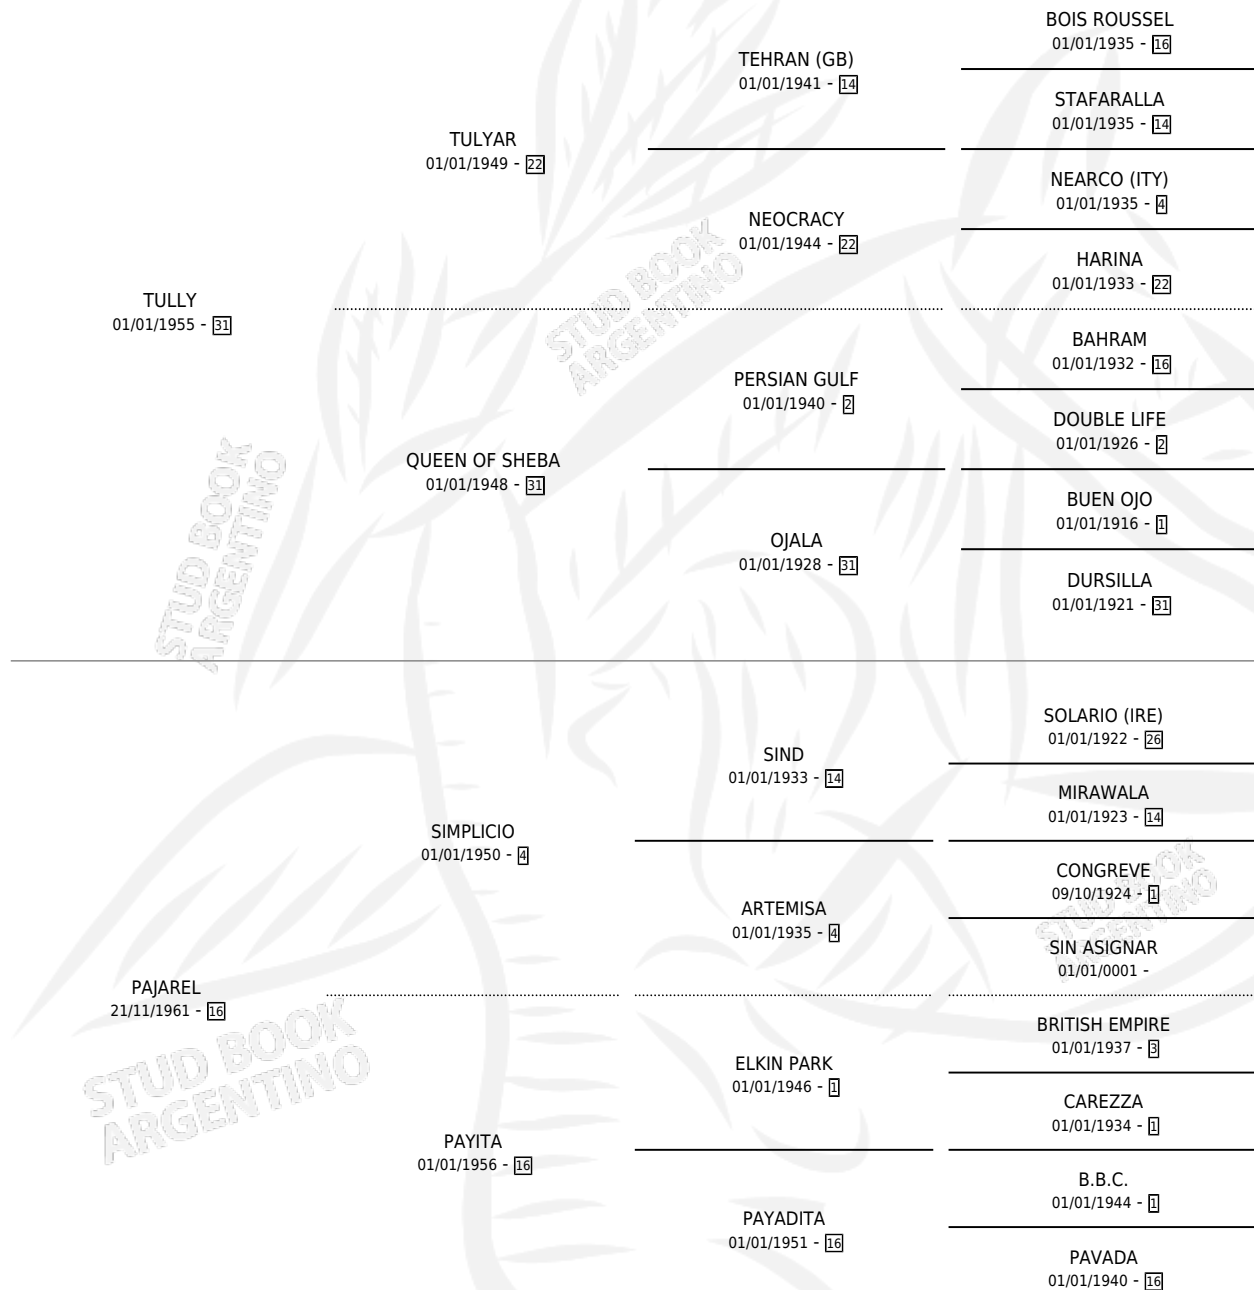 BOIS ROUSSEL
01/01/1935 - 16
TEHRAN (GB)
01/01/1941 - 14
STAFARALLA
01/01/1935 - 14
TULYAR
01/01/1949 - 22
NEARCO (ITY)
01/01/1935 - 4
NEOCRACY
01/01/1944 - 22
HARINA
01/01/1933 - 22
TULLY
01/01/1955 - 31
BAHRAM
01/01/1932 - 16
PERSIAN GULF
01/01/1940 - 2
DOUBLE LIFE
01/01/1926 - 2
QUEEN OF SHEBA
01/01/1948 - 31
BUEN OJO
01/01/1916 - 1
OJALA
01/01/1928 - 31
DURSILLA
01/01/1921 - 31
SOLARIO (IRE)
01/01/1922 - 26
SIND
01/01/1933 - 14
MIRAWALA
01/01/1923 - 14
SIMPLICIO
01/01/1950 - 4
CONGREVE
09/10/1924 - 1
ARTEMISA
01/01/1935 - 4
SIN ASIGNAR
01/01/0001 -
PAJAREL
21/11/1961 - 16
BRITISH EMPIRE
01/01/1937 - 3
ELKIN PARK
01/01/1946 - 1
CAREZZA
01/01/1934 - 1
PAYITA
01/01/1956 - 16
B.B.C.
01/01/1944 - 1
PAYADITA
01/01/1951 - 16
PAVADA
01/01/1940 - 16
STUD BOOK
ARGENTINO
STUD BOOK
ARGENTINO
STUD BOOK
ARGENTINO
STUD BOOK
ARGENTINO